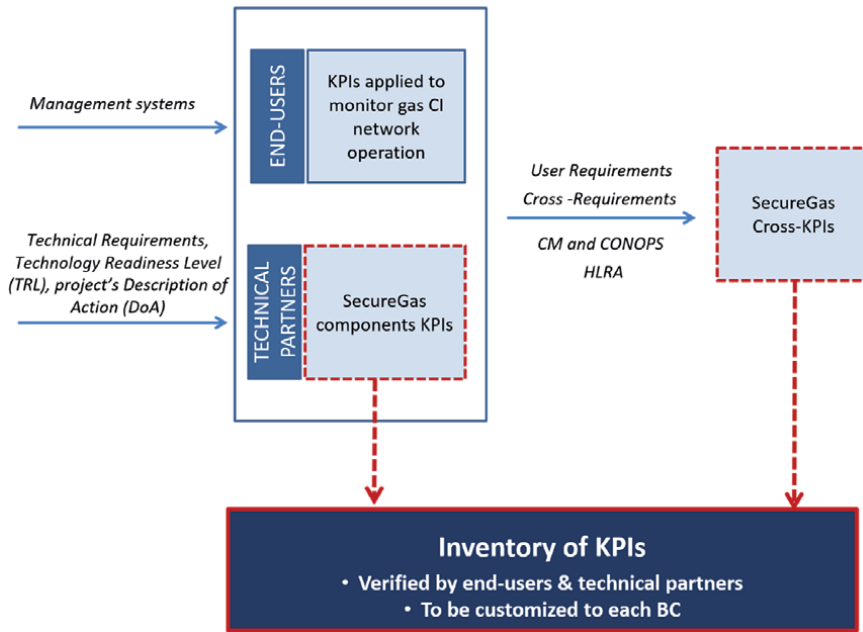 Management systems
END-USERS
KPIs applied to
monitor gas CI
network
operation
Technical Requirements,
Technology Readiness Level
(TRL), project's Description of
Action (DoA)
TECHNICAL
PARTNERS
SecureGas
components KPIs
User Requirements
Cross -Requirements
CM and CONOPS
HLRA
SecureGas
Cross-KPIs
Inventory of KPIs
• Verified by end-users & technical partners
• To be customized to each BC